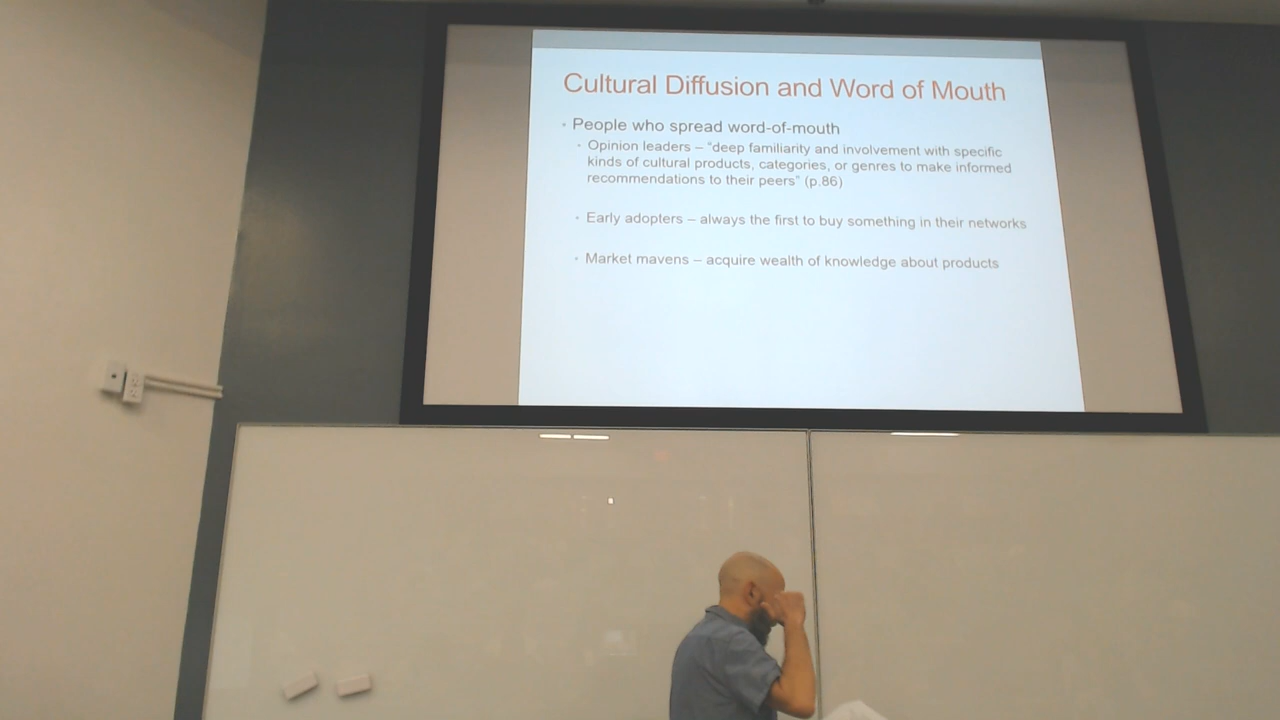 Cultural Diffusion and Word of Mouth
• People who spread word-of-mouth
• Opinion leaders – “deep familiarity and involvement with specific
kinds of cultural products, categories, or genres to make informed
recommendations to their peers” (p.86)
• Early adopters – always the first to buy something in their networks
• Market mavens – acquire wealth of knowledge about products